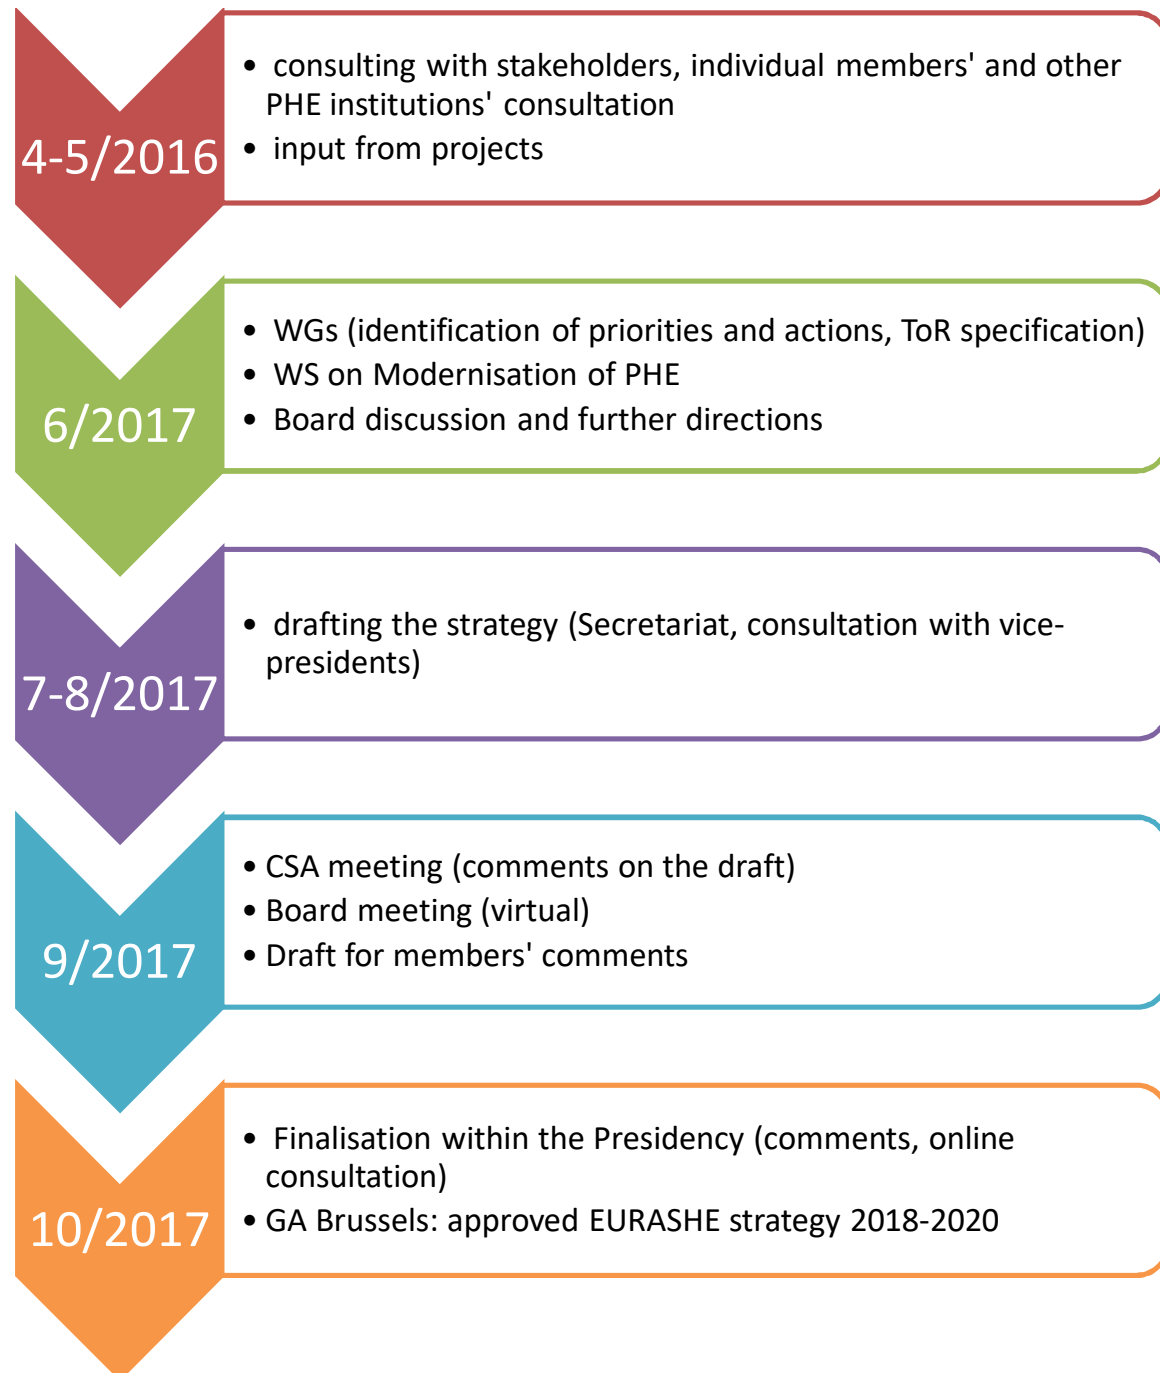 4-5/2016
• consulting with stakeholders, individual members' and other
PHE institutions' consultation
• input from projects
6/2017
• WGs (identification of priorities and actions, ToR specification)
• WS on Modernisation of PHE
• Board discussion and further directions
7-8/2017
• drafting the strategy (Secretariat, consultation with vice-
presidents)
9/2017
• CSA meeting (comments on the draft)
• Board meeting (virtual)
• Draft for members' comments
10/2017
• Finalisation within the Presidency (comments, online
consultation)
• GA Brussels: approved EURASHE strategy 2018-2020